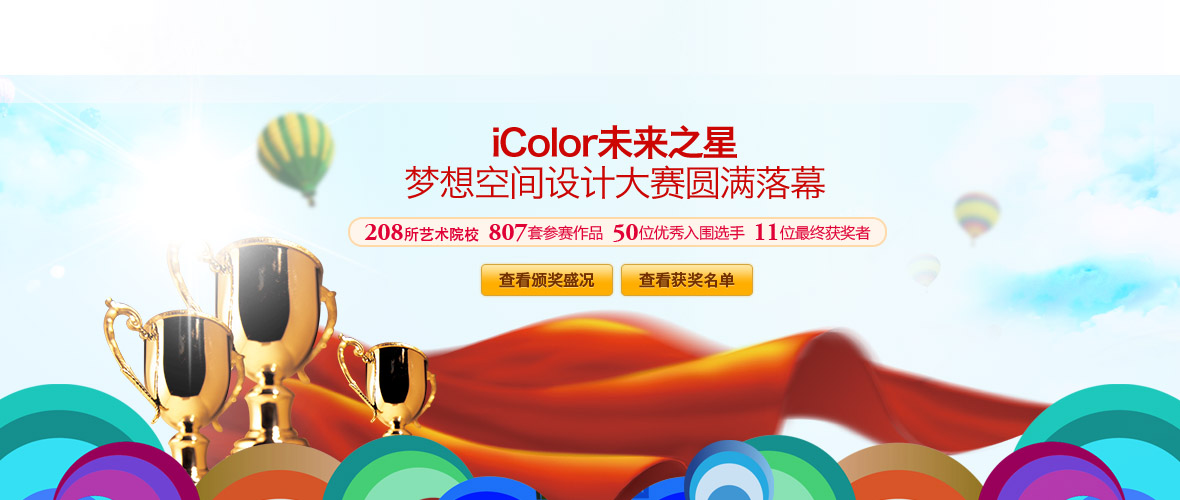 iColor未来之星
梦想空间设计大赛圆满落幕
208所艺术院校 807套参赛作品 50位优秀入围选手 11位最终获奖者
查看颁奖盛况 查看获奖名单